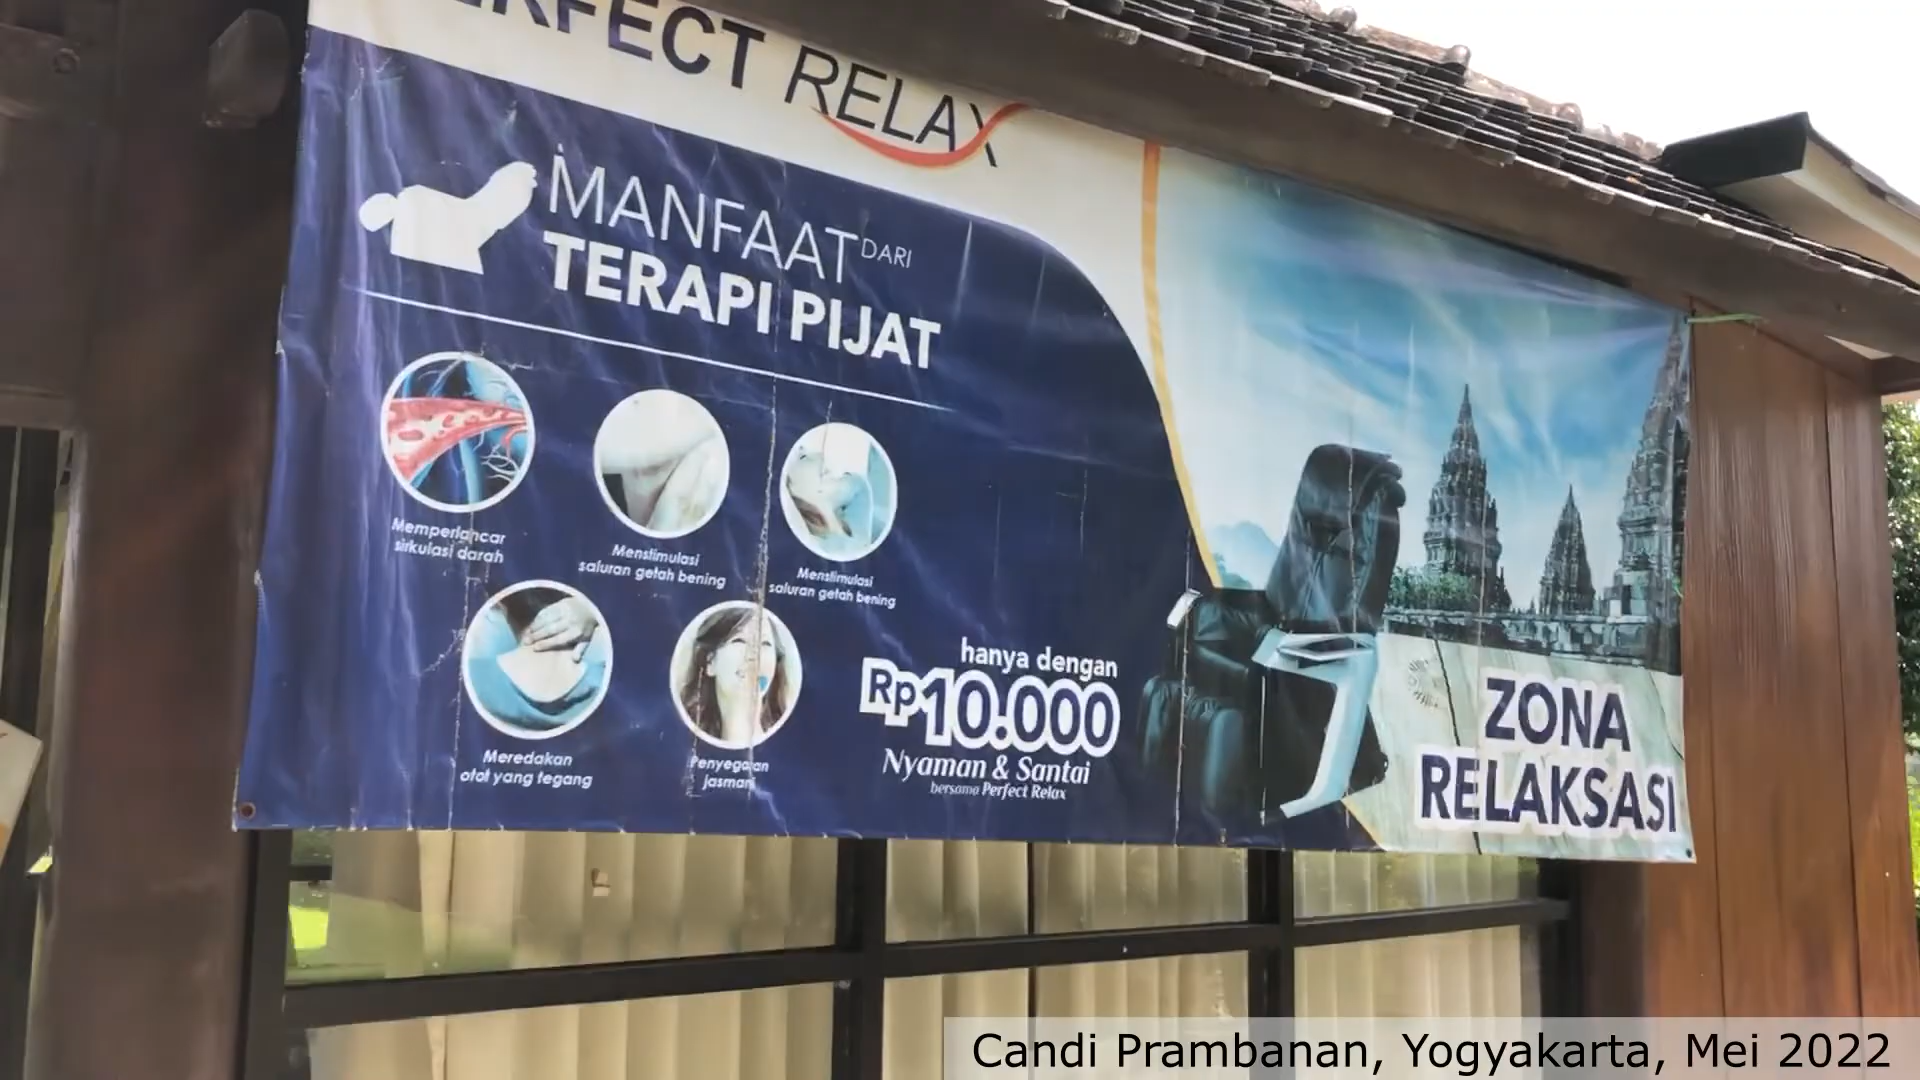 PERFECT RELAX
MANFAAT DARI
TERAPI PIJAT
Memperlancar
sirkulasi darah
Menstimulasi
saluran getah bening
Menstimulasi
saluran getah bening
Meredakan
otot yang tegang
Penyegaran
jasmani
hanya dengan
Rp10.000
Nyaman & Santai
bersama Perfect Relax
ZONA
RELAKSASI
Candi Prambanan, Yogyakarta, Mei 2022